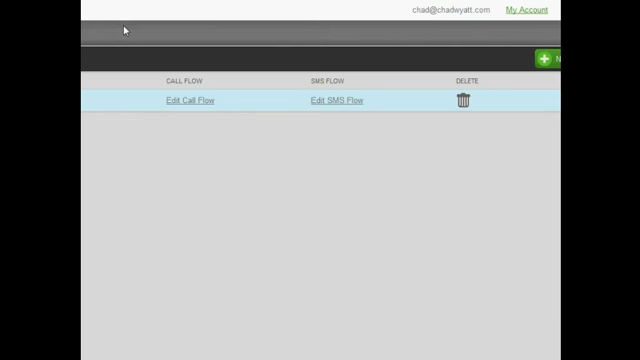 chad@chadwyatt.com My Account
CALL FLOW SMS FLOW DELETE
Edit Call Flow Edit SMS Flow